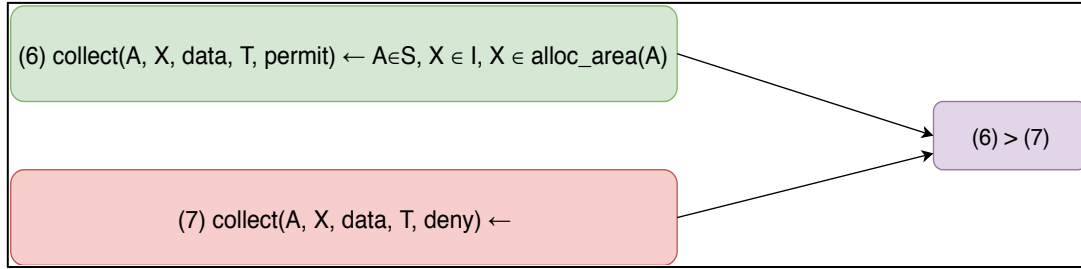 (6) collect(A, X, data, T, permit) ← A∈S, X ∈ I, X ∈ alloc_area(A)
(6) > (7)
(7) collect(A, X, data, T, deny) ←